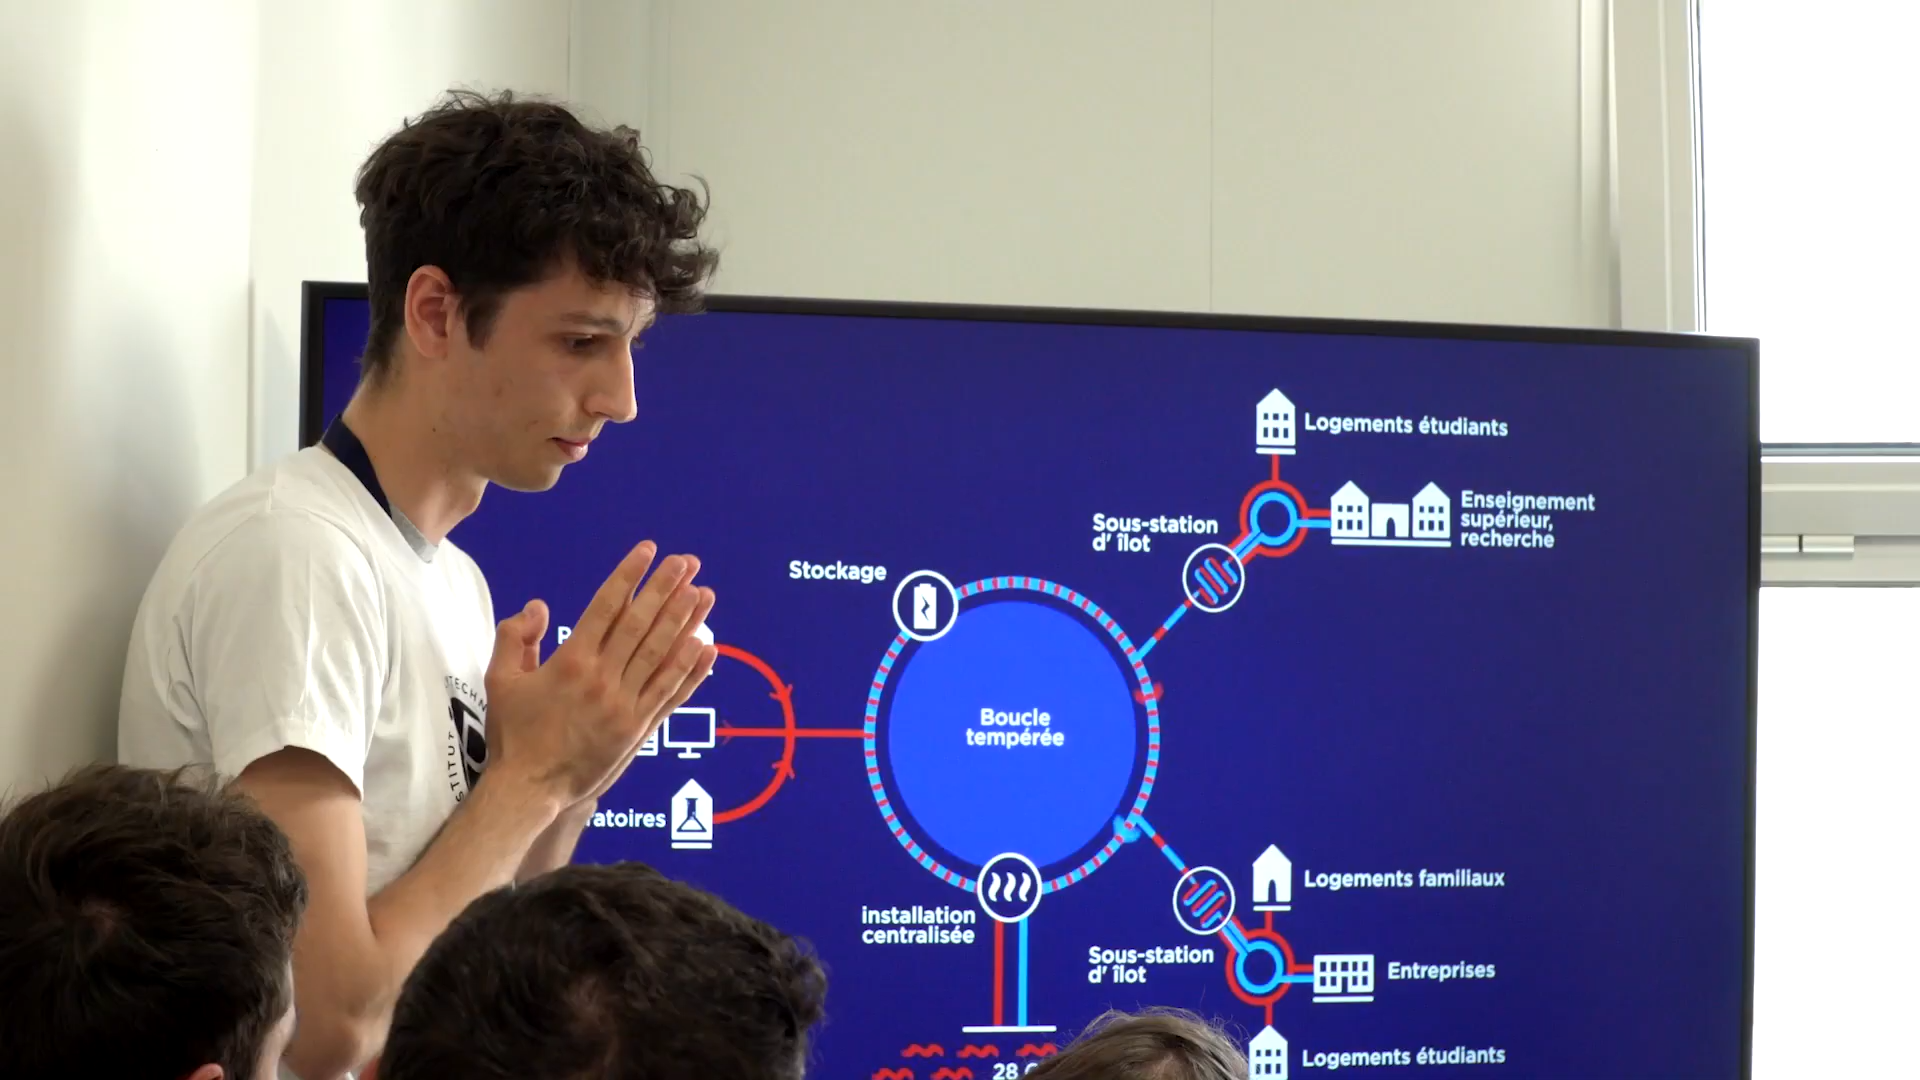 Logements étudiants
Enseignement
supérieur,
recherche
Sous-station
d' îlot
Stockage
Boucle
tempérée
installation
centralisée
Logements familiaux
Sous-station
d' îlot
Entreprises
Logements étudiants
28